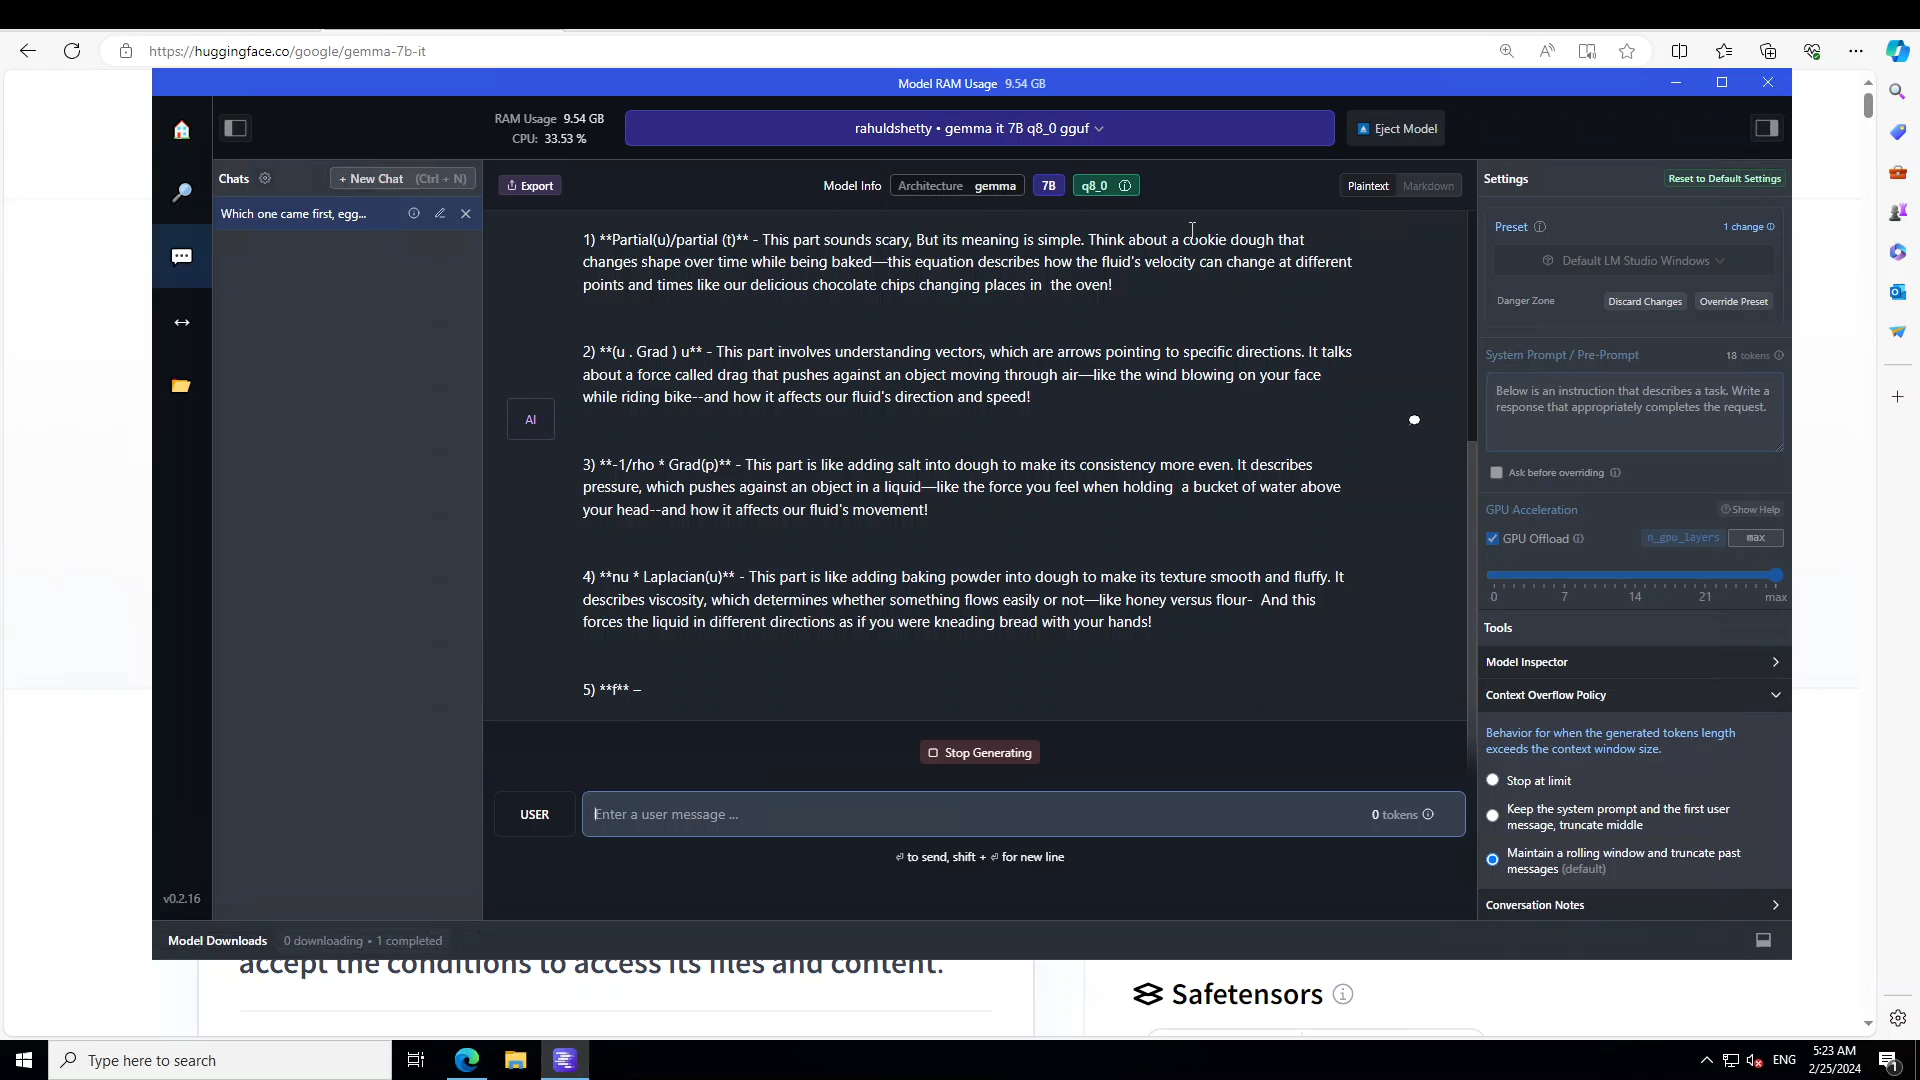 https://huggingface.co/google/gemma-7b-it
Model RAM Usage 9.54 GB
RAM Usage 9.54 GB
CPU: 33.53 %
rahuldshetty • gemma it 7B q8_0 gguf
Eject Model
Chats
+ New Chat (Ctrl + N)
Export
Model Info Architecture gemma 7B q8_0
Plaintext Markdown
Settings
Reset to Default Settings
Which one came first, egg...
Preset
1 change
Default LM Studio Windows
Danger Zone Discard Changes Override Preset
1) **Partial(u)/partial (t)** - This part sounds scary, But its meaning is simple. Think about a cookie dough that
changes shape over time while being baked—this equation describes how the fluid's velocity can change at different
points and times like our delicious chocolate chips changing places in  the oven!
2) **(u . Grad ) u** - This part involves understanding vectors, which are arrows pointing to specific directions. It talks
about a force called drag that pushes against an object moving through air—like the wind blowing on your face
while riding bike--and how it affects our fluid's direction and speed!
AI
3) **-1/rho * Grad(p)** - This part is like adding salt into dough to make its consistency more even. It describes
pressure, which pushes against an object in a liquid—like the force you feel when holding  a bucket of water above
your head--and how it affects our fluid's movement!
4) **nu * Laplacian(u)** - This part is like adding baking powder into dough to make its texture smooth and fluffy. It
describes viscosity, which determines whether something flows easily or not—like honey versus flour-  And this
forces the liquid in different directions as if you were kneading bread with your hands!
5) **f** –
System Prompt / Pre-Prompt
18 tokens
Below is an instruction that describes a task. Write a
response that appropriately completes the request.
Ask before overriding
GPU Acceleration
Show Help
GPU Offload
n_gpu_layers max
0 7 14 21 max
Tools
Model Inspector
Context Overflow Policy
Behavior for when the generated tokens length
exceeds the context window size.
Stop at limit
Keep the system prompt and the first user
message, truncate middle
Maintain a rolling window and truncate past
messages (default)
Conversation Notes
Stop Generating
USER
Enter a user message ...
0 tokens
⏎ to send, shift + ⏎ for new line
v0.2.16
Model Downloads 0 downloading • 1 completed
accept the conditions to access its files and content.
Safetensors
Type here to search
ENG
5:23 AM
2/25/2024
1